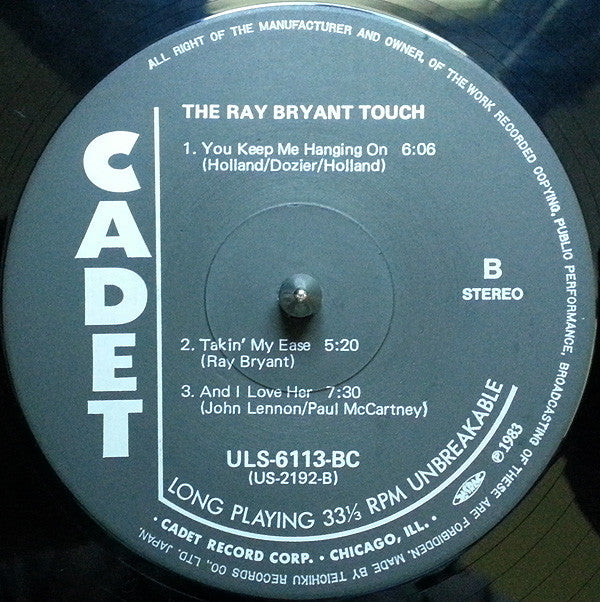 ALL RIGHT OF THE MANUFACTURER AND OWNER, OF THE WORK RECORDED COPYING, PUBLIC PERFORMANCE, BROADCASTING OF THESE ARE FORBIDDEN. MADE BY TEICHIKU RECORDS CO., LTD. JAPAN.
CADET
THE RAY BRYANT TOUCH
1. You Keep Me Hanging On 6:06
(Holland/Dozier/Holland)
B
STEREO
2. Takin' My Ease 5:20
(Ray Bryant)
3. And I Love Her 7:30
(John Lennon/Paul McCartney)
ULS-6113-BC
(US-2192-B)
℗1983
LONG PLAYING 33⅓ RPM UNBREAKABLE
• CADET RECORD CORP. • CHICAGO, ILL. •